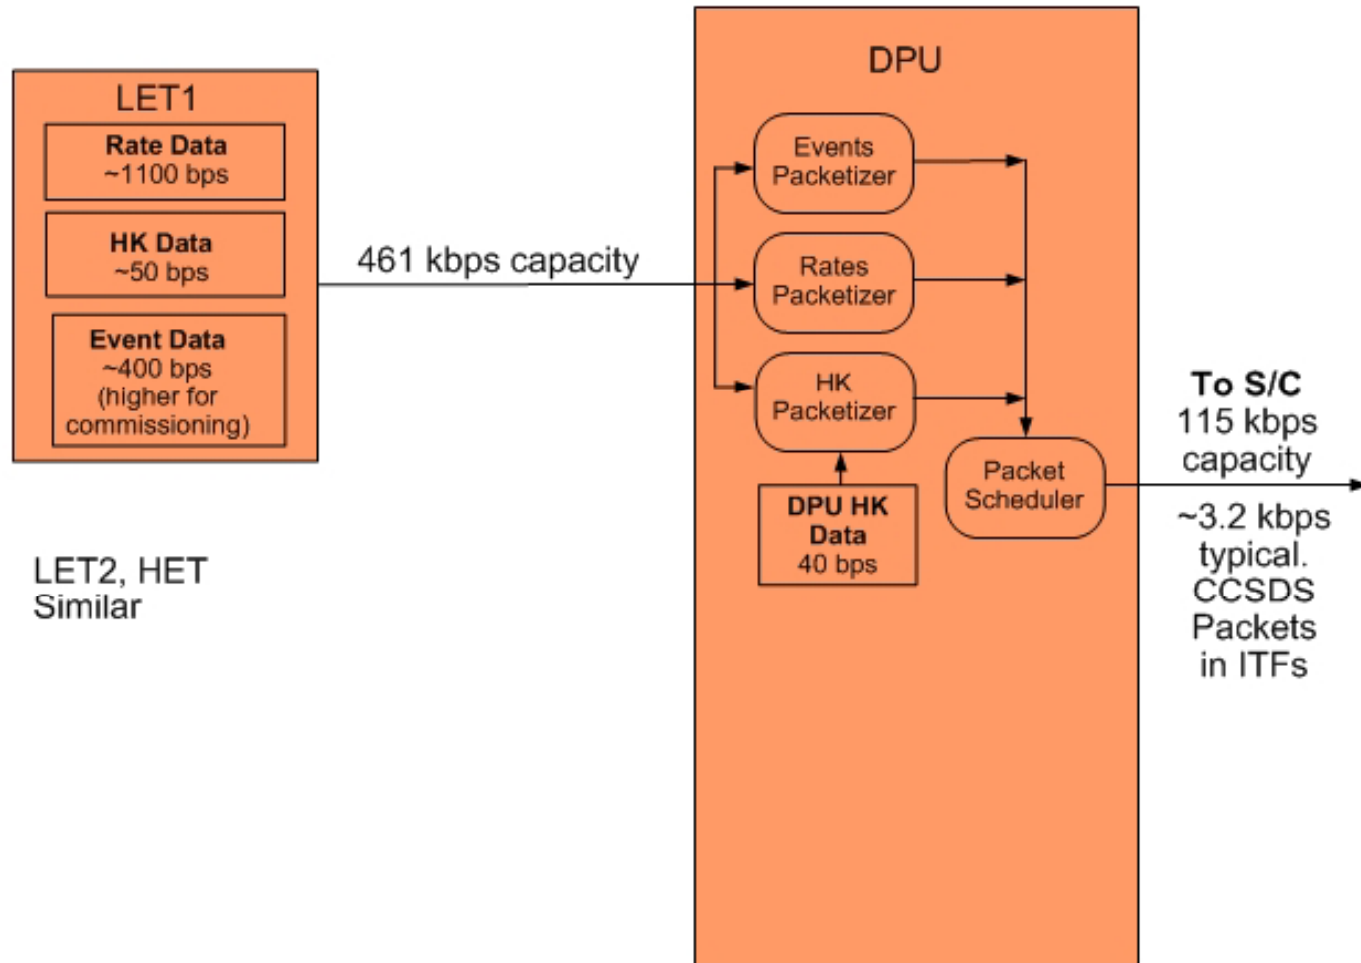 LET1
Rate Data
~1100 bps
HK Data
~50 bps
Event Data
~400 bps
(higher for
commissioning)
LET2, HET
Similar
461 kbps capacity
DPU
Events
Packetizer
Rates
Packetizer
HK
Packetizer
DPU HK
Data
40 bps
Packet
Scheduler
To S/C
115 kbps
capacity
~3.2 kbps
typical.
CCSDS
Packets
in ITFs